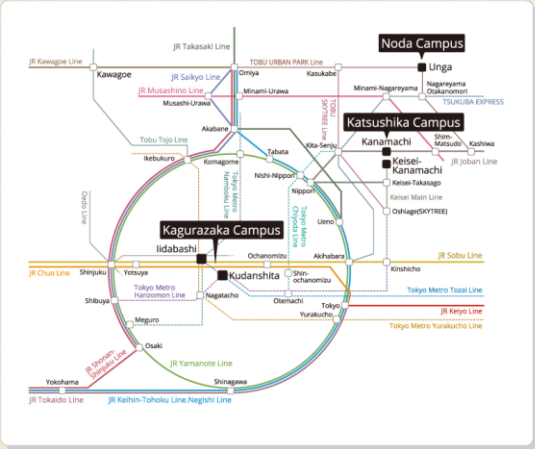 JR Takasaki Line
Noda Campus
JR Kawagoe Line
TOBU URBAN PARK Line
Kawagoe
JR Saikyo Line
Omiya
Kasukabe
Unga
JR Musashino Line
Minami-Urawa
Minami-Nagareyama
Nagareyama
Otakanomori
Musashi-Urawa
TOBU
SKYTREE Line
TSUKUBA EXPRESS
Katsushika Campus
Akabane
Kita-Senju
Kanamachi
Shim-
Matsudo
Kashiwa
Tobu Tojo Line
Tabata
Ikebukuro
Komagome
Keisei-
Kanamachi
JR Joban Line
Nishi-Nippori
Nippori
Keisei-Takasago
Oedo Line
Tokyo Metro
Namboku Line
Tokyo Metro
Chiyoda Line
Keisei Main Line
Ueno
Oshiage(SKYTREE)
Kagurazaka Campus
Iidabashi
Ochanomizu
Akihabara
JR Sobu Line
JR Chuo Line
Shinjuku
Yotsuya
Kudanshita
Shin-
ochanomizu
Kinshicho
Tokyo Metro
Hanzomon Line
Nagatacho
Otemachi
Tokyo Metro Tozai Line
Shibuya
Tokyo
JR Keiyo Line
Meguro
Yurakucho
Tokyo Metro Yurakucho Line
Osaki
JR Shonan-
Shinjuku Line
JR Yamanote Line
Yokohama
Shinagawa
JR Tokaido Line
JR Keihin-Tohoku Line.Negishi Line